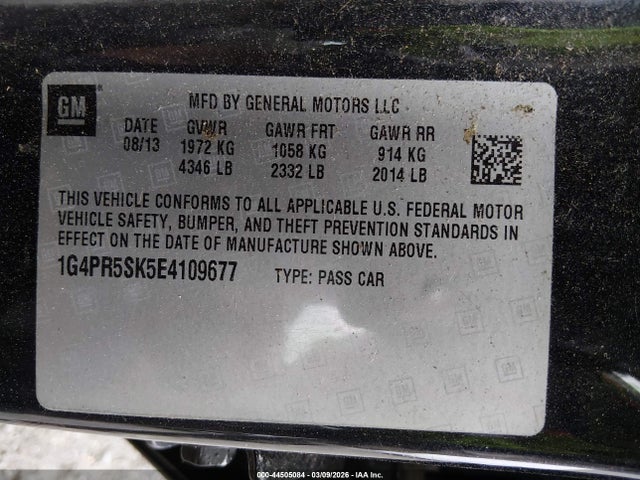 GM
MFD BY GENERAL MOTORS LLC
DATE GVWR GAWR FRT GAWR RR
08/13 1972 KG 1058 KG 914 KG
4346 LB 2332 LB 2014 LB
THIS VEHICLE CONFORMS TO ALL APPLICABLE U.S. FEDERAL MOTOR
VEHICLE SAFETY, BUMPER, AND THEFT PREVENTION STANDARDS IN
EFFECT ON THE DATE OF MANUFACTURE SHOWN ABOVE.
1G4PR5SK5E4109677 TYPE: PASS CAR
000-44505084 - 03/09/2026 - IAAI Inc.